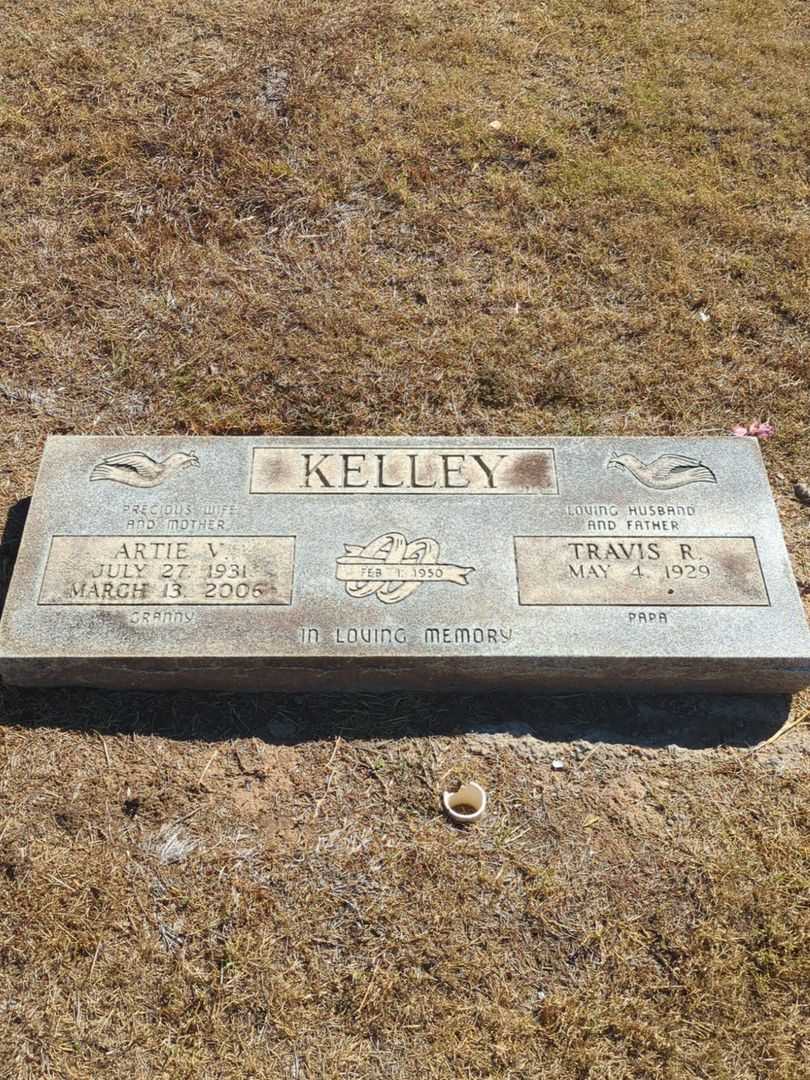 KELLEY
PRECIOUS WIFE
AND MOTHER
ARTIE V.
JULY 27, 1931
MARCH 13, 2006
GRANNY
FEB 1, 1950
LOVING HUSBAND
AND FATHER
TRAVIS R.
MAY 4, 1929
PAPA
IN LOVING MEMORY